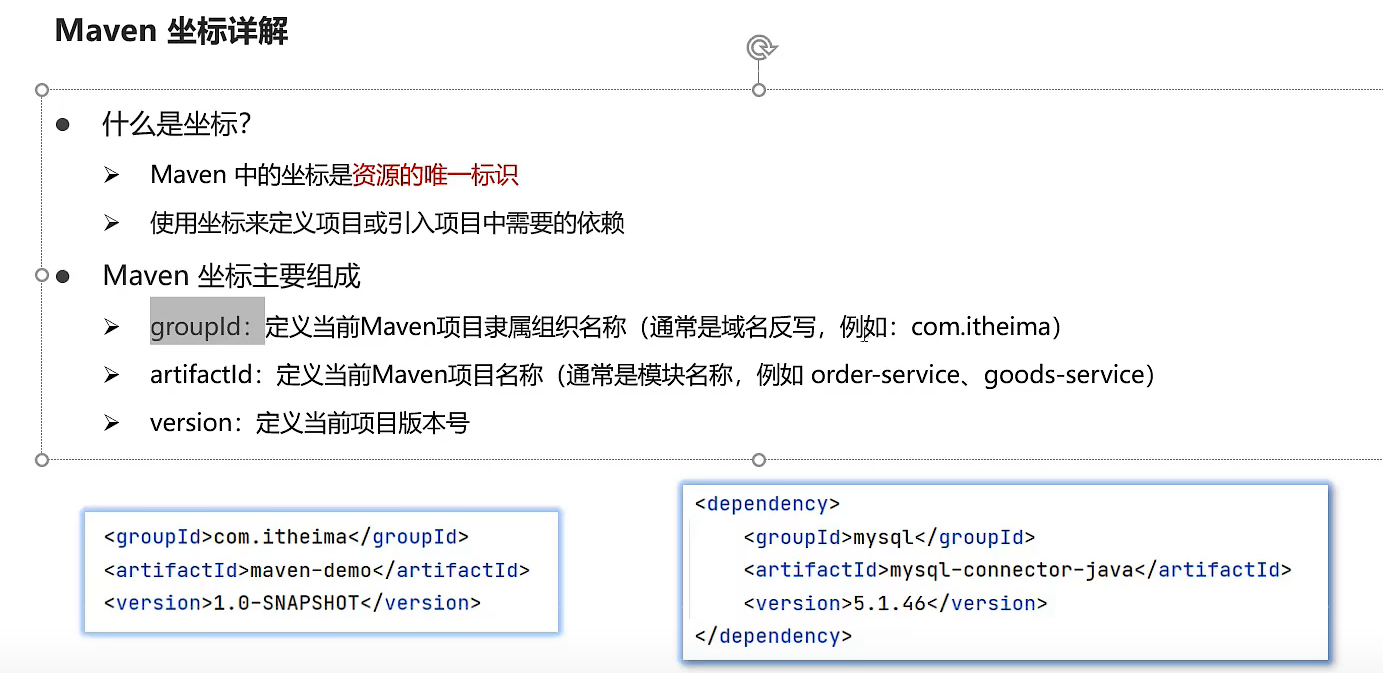 Maven 坐标详解
什么是坐标？
Maven 中的坐标是资源的唯一标识
使用坐标来定义项目或引入项目中需要的依赖
Maven 坐标主要组成
groupId：定义当前Maven项目隶属组织名称（通常是域名反写，例如：com.itheima）
artifactId：定义当前Maven项目名称（通常是模块名称，例如 order-service、goods-service）
version：定义当前项目版本号
<groupId>com.itheima</groupId>
<artifactId>maven-demo</artifactId>
<version>1.0-SNAPSHOT</version>
<dependency>
<groupId>mysql</groupId>
<artifactId>mysql-connector-java</artifactId>
<version>5.1.46</version>
</dependency>